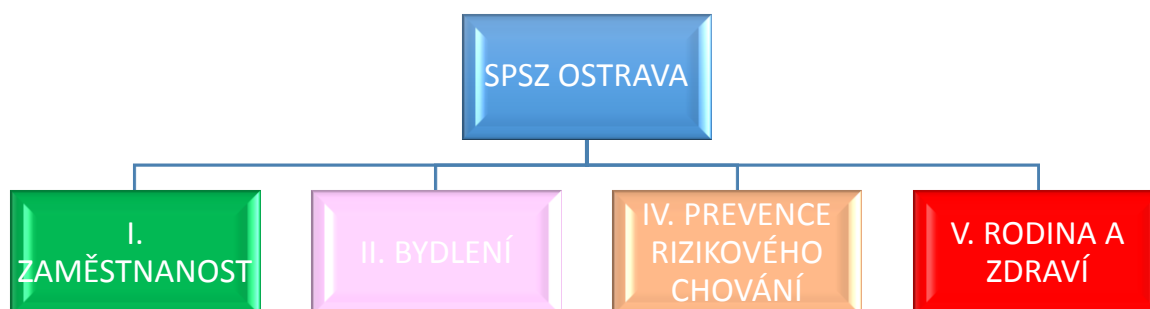 SPSZ OSTRAVA
I.
ZAMĚSTNANOST
II. BYDLENÍ
IV. PREVENCE
RIZIKOVÉHO
CHOVÁNÍ
V. RODINA A
ZDRAVÍ